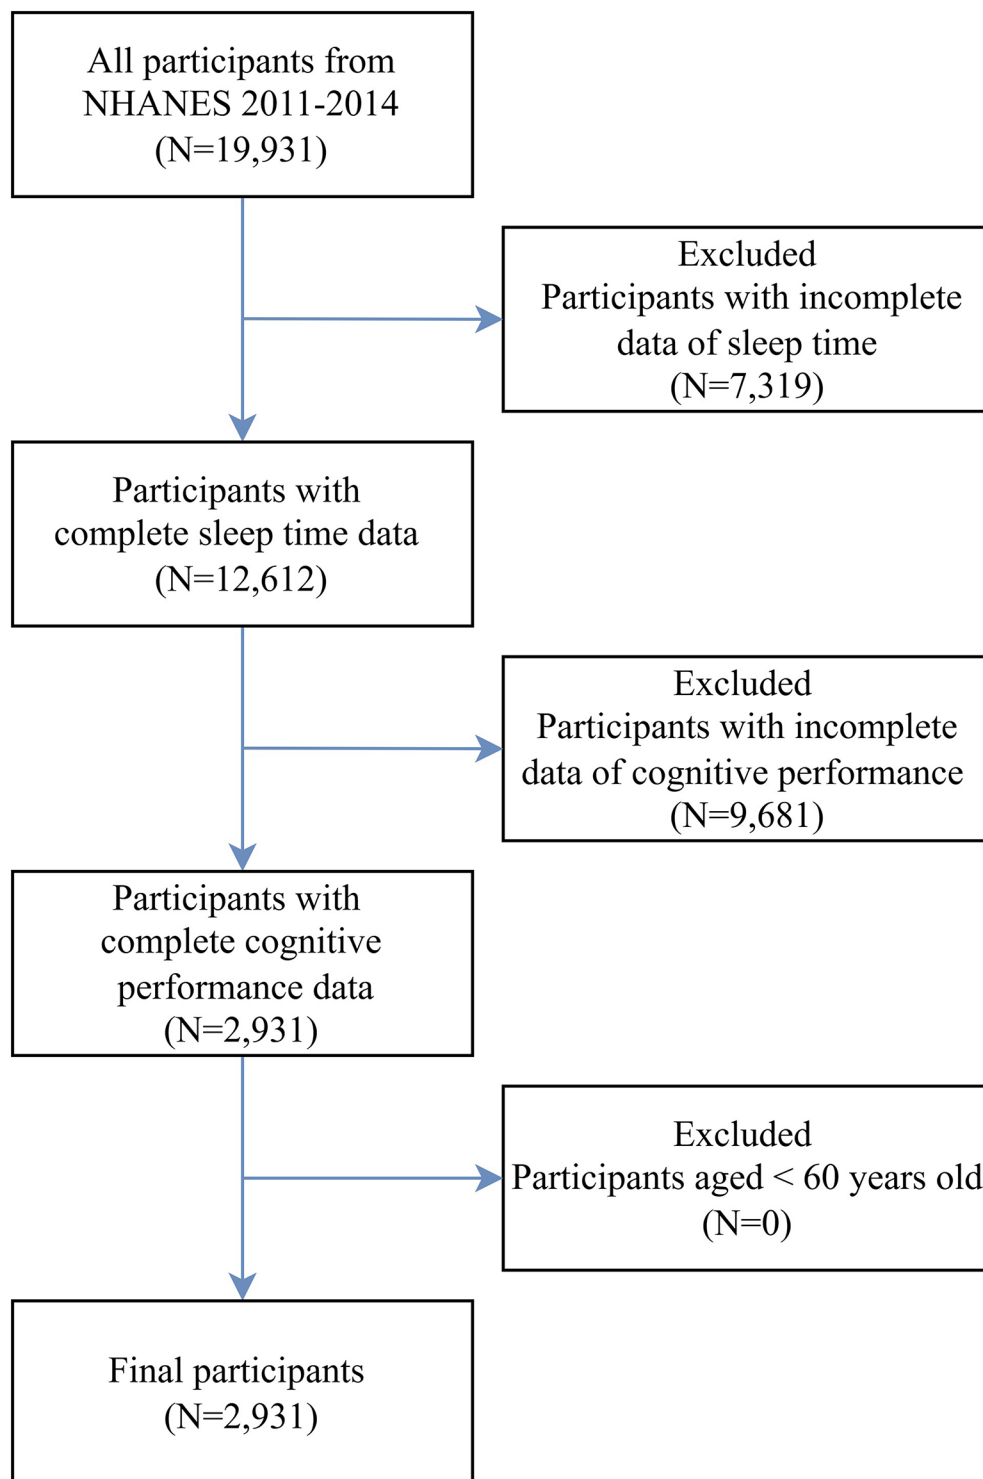 All participants from
NHANES 2011-2014
(N=19,931)
Excluded
Participants with incomplete
data of sleep time
(N=7,319)
Participants with
complete sleep time data
(N=12,612)
Excluded
Participants with incomplete
data of cognitive performance
(N=9,681)
Participants with
complete cognitive
performance data
(N=2,931)
Excluded
Participants aged < 60 years old
(N=0)
Final participants
(N=2,931)